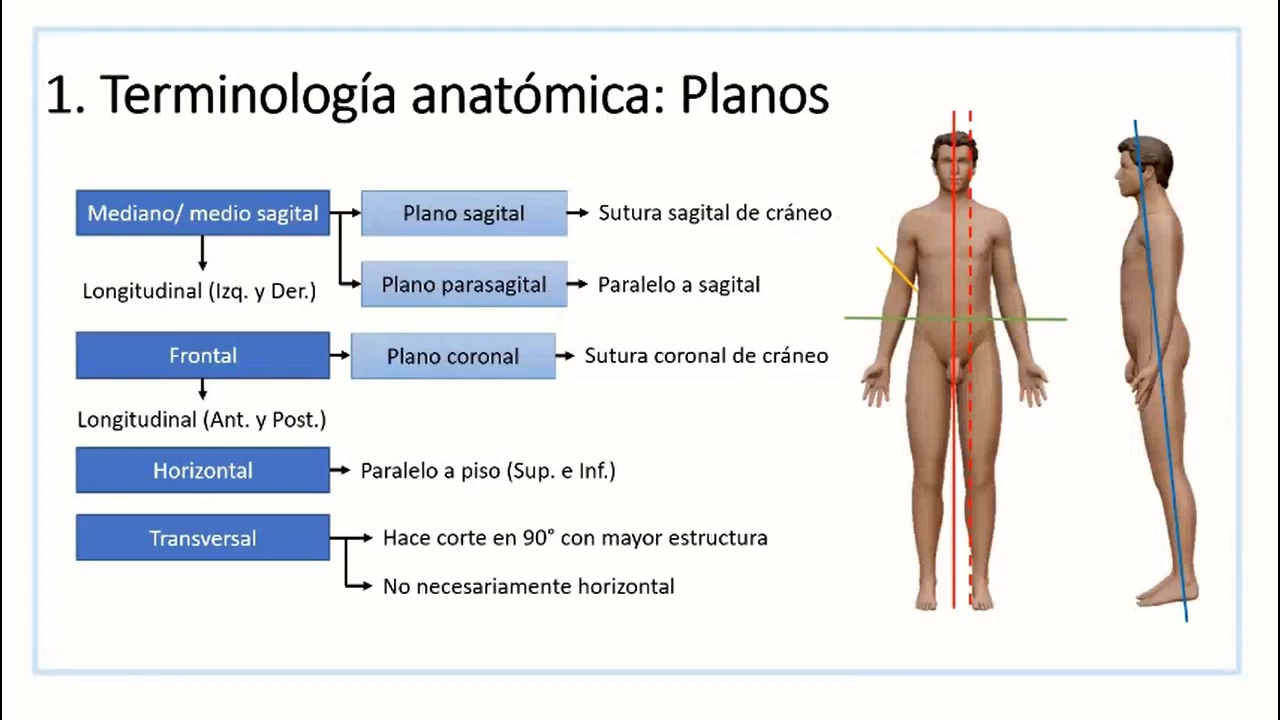 1. Terminología anatómica: Planos
Mediano/ medio sagital
Plano sagital
Sutura sagital de cráneo
Longitudinal (Izq. y Der.)
Plano parasagital
Paralelo a sagital
Frontal
Plano coronal
Sutura coronal de cráneo
Longitudinal (Ant. y Post.)
Horizontal
Paralelo a piso (Sup. e Inf.)
Transversal
Hace corte en 90° con mayor estructura
No necesariamente horizontal